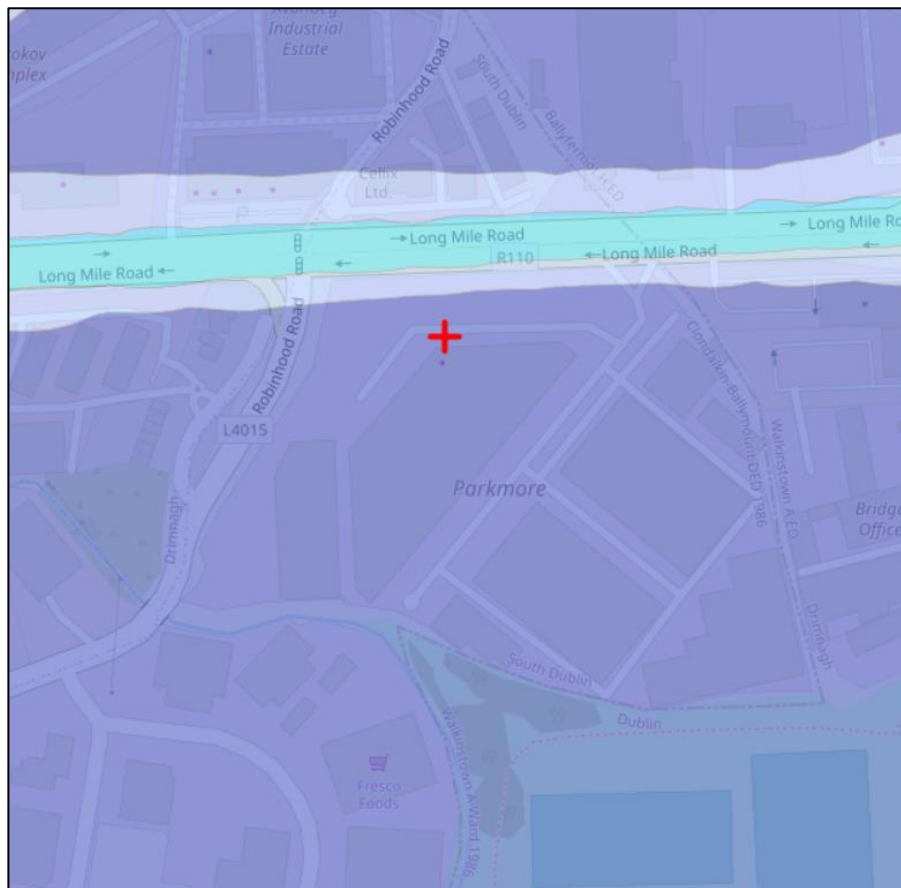 Industrial
Estate
Robinhood Road
South Dublin
Ballyfermot H ED
Cellix
Ltd.
Long Mile Road
Long Mile Road
R110
Long Mile Road
Long Mile Road
Robinhood Road
L4015
Clondalkin-Ballymount DED 1986
Walkinstown A ED
Parkmore
Bridge
Office
Drimnagh
Drimnagh
South Dublin
Dublin
Walkinstown A Ward 1986
Fresco
Foods